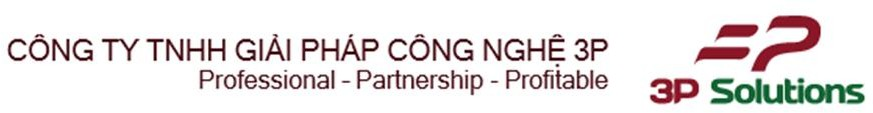 CÔNG TY TNHH GIẢI PHÁP CÔNG NGHỆ 3P
Professional - Partnership - Profitable
3P Solutions